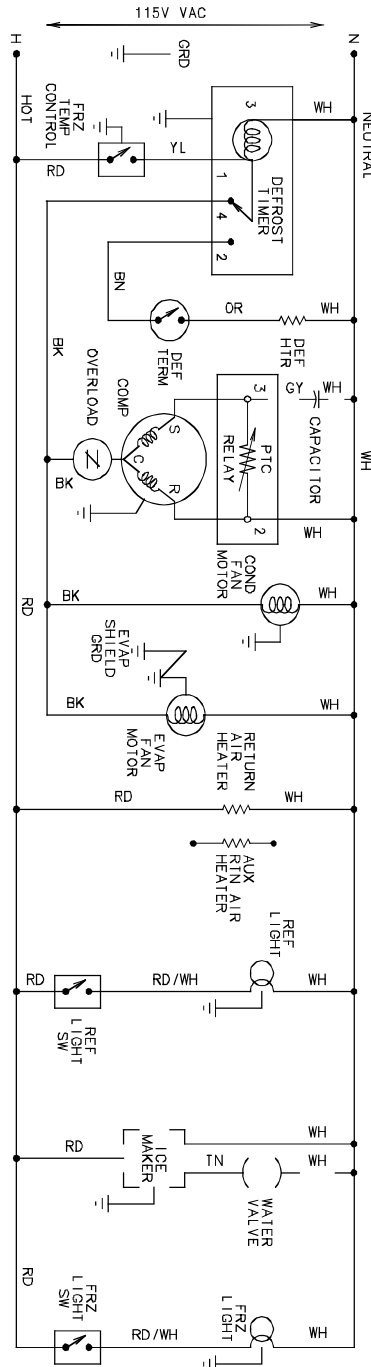 115V VAC
H
GRD
N
HOT
NEUTRAL
FRZ
TEMP
CONTROL
RD
YL
3
WH
1
4
2
DEFROST
TIMER
BN
BK
DEF
TERM
OR
DEF
HTR
WH
OVERLOAD
BK
COMP
S
C
R
3
PTC
RELAY
2
GY
WH
CAPACITOR
WH
WH
RD
BK
COND
FAN
MOTOR
WH
EVAP
SHIELD
GRD
BK
EVAP
FAN
MOTOR
WH
RD
RETURN
AIR
HEATER
WH
AUX
RTN AIR
HEATER
RD
REF
LIGHT
SW
RD/WH
REF
LIGHT
WH
RD
ICE
MAKER
WH
TN
WATER
VALVE
WH
RD
FRZ
LIGHT
SW
RD/WH
FRZ
LIGHT
WH